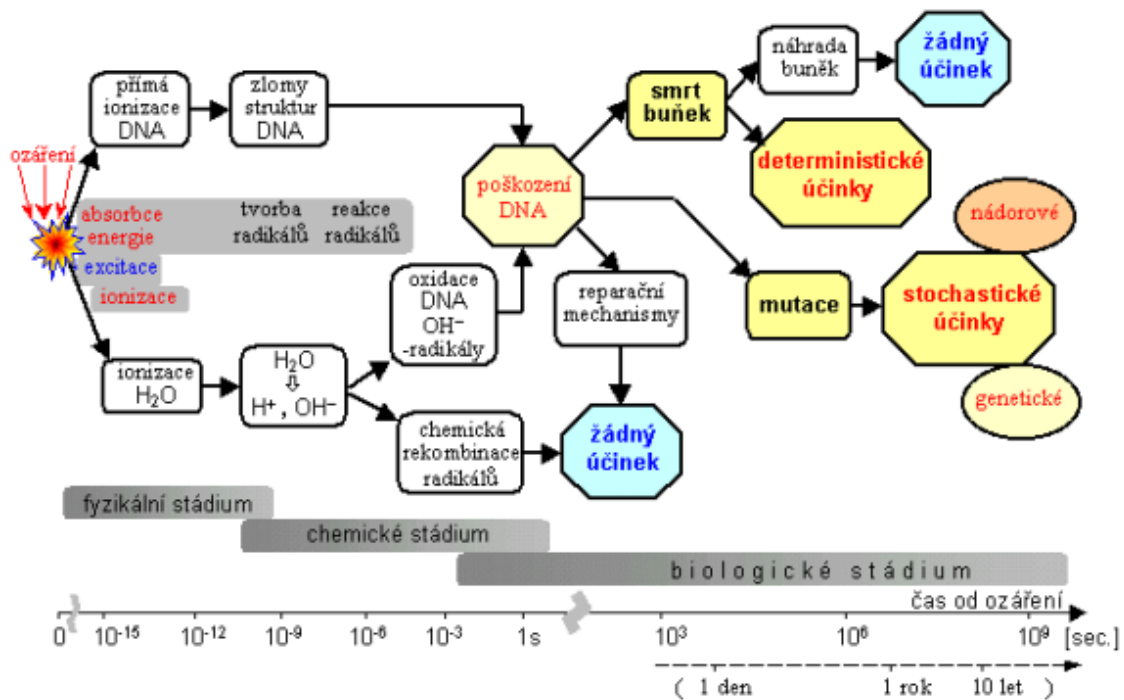 ozáření
přímá
ionizace
DNA
zlomy
struktur
DNA
absorbce
energie
tvorba
radikálů
reakce
radikálů
excitace
ionizace
ionizace
H₂O
H₂O
⇩
H⁺ , OH⁻
oxidace
DNA
OH⁻
-radikály
chemická
rekombinace
radikálů
žádný
účinek
poškození
DNA
reparační
mechanismy
smrt
buňek
náhrada
buněk
žádný
účinek
deterministické
účinky
mutace
nádorové
stochastické
účinky
genetické
fyzikální stádium
chemické stádium
biologické stádium
čas od ozáření
0 10⁻¹⁵ 10⁻¹² 10⁻⁹ 10⁻⁶ 10⁻³ 1s 10³ 10⁶ 10⁹ [sec.]
( 1 den 1 rok 10 let )